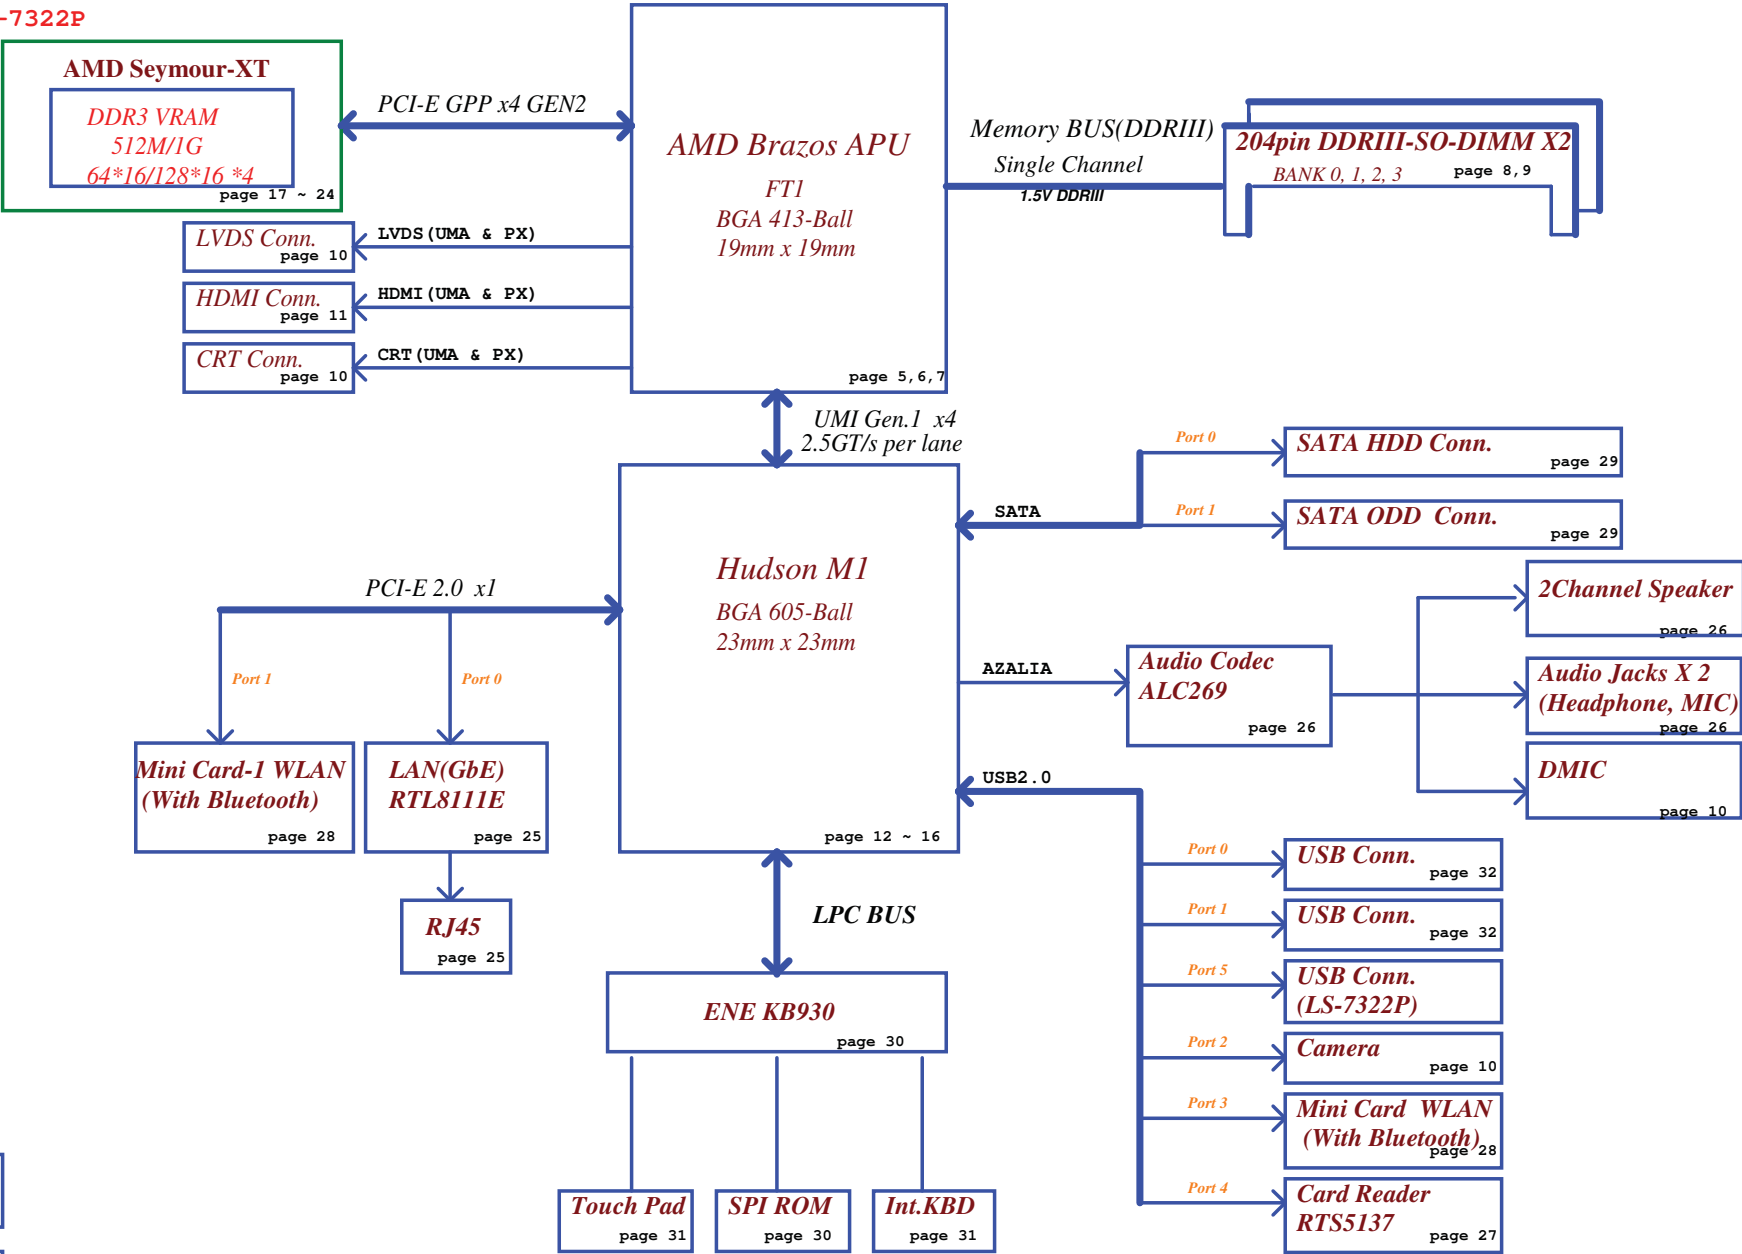 -7322P
AMD Seymour-XT
DDR3 VRAM
512M/1G
64*16/128*16 *4
page 17 ~ 24
PCI-E GPP x4 GEN2
AMD Brazos APU
FT1
BGA 413-Ball
19mm x 19mm
page 5,6,7
Memory BUS(DDRIII)
Single Channel
1.5V DDRIII
204pin DDRIII-SO-DIMM X2
BANK 0, 1, 2, 3
page 8,9
LVDS Conn.
page 10
LVDS(UMA & PX)
HDMI Conn.
page 11
HDMI(UMA & PX)
CRT Conn.
page 10
CRT(UMA & PX)
UMI Gen.1 x4
2.5GT/s per lane
Hudson M1
BGA 605-Ball
23mm x 23mm
page 12 ~ 16
SATA
Port 0
SATA HDD Conn.
page 29
Port 1
SATA ODD Conn.
page 29
PCI-E 2.0 x1
Port 1
Port 0
Mini Card-1 WLAN
(With Bluetooth)
page 28
LAN(GbE)
RTL8111E
page 25
RJ45
page 25
AZALIA
Audio Codec
ALC269
page 26
2Channel Speaker
page 26
Audio Jacks X 2
(Headphone, MIC)
page 26
DMIC
page 10
USB2.0
Port 0
USB Conn.
page 32
Port 1
USB Conn.
page 32
Port 5
USB Conn.
(LS-7322P)
Port 2
Camera
page 10
Port 3
Mini Card WLAN
(With Bluetooth)
page 28
Port 4
Card Reader
RTS5137
page 27
LPC BUS
ENE KB930
page 30
Touch Pad
page 31
SPI ROM
page 30
Int.KBD
page 31